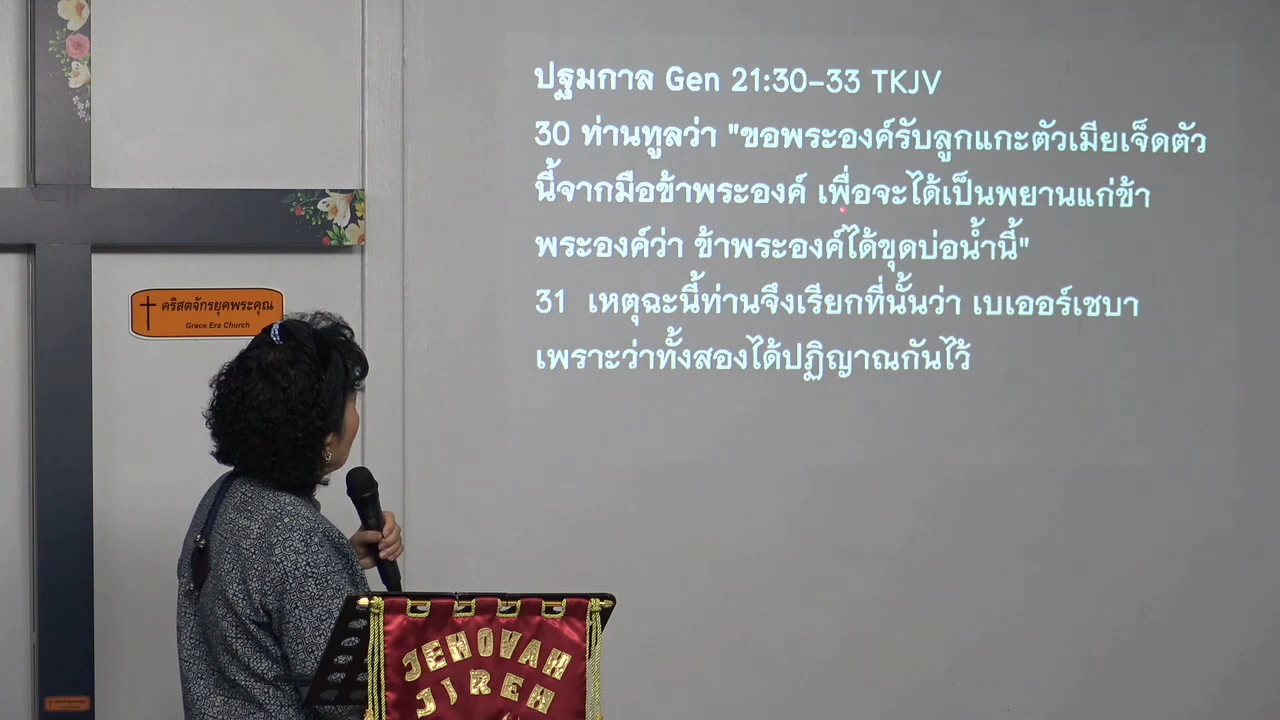 ปฐมกาล Gen 21:30-33 TKJV
30 ท่านทูลว่า "ขอพระองค์รับลูกแกะตัวเมียเจ็ดตัว
นี้จากมือข้าพระองค์ เพื่อจะได้เป็นพยานแก่ข้า
พระองค์ว่า ข้าพระองค์ได้ขุดบ่อน้ำนี้"
31 เหตุฉะนี้ท่านจึงเรียกที่นั้นว่า เบเออร์เชบา
เพราะว่าทั้งสองได้ปฏิญาณกันไว้
คริสตจักรยุคพระคุณ
Grace Era Church
JEHOVAH
JIREH